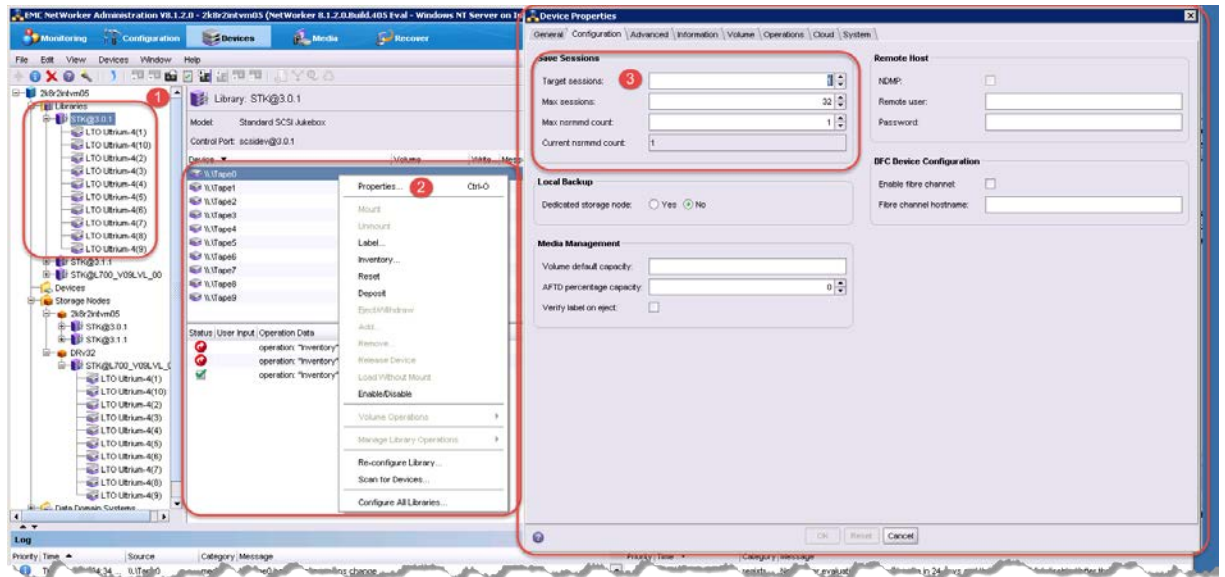 EMC NetWorker Administration V8.1.2.0 - 2k8r2intvm05 (NetWorker 8.1.2.0.Build.405 Eval - Windows NT Server on
Monitoring Configuration Devices Media Recover
File Edit View Devices Window Help
2k8r2intvm05
Libraries
1
STK@3.0.1
LTO Ultrium-4(1)
LTO Ultrium-4(10)
LTO Ultrium-4(2)
LTO Ultrium-4(3)
LTO Ultrium-4(4)
LTO Ultrium-4(5)
LTO Ultrium-4(6)
LTO Ultrium-4(7)
LTO Ultrium-4(8)
LTO Ultrium-4(9)
STK@3.1.1
STK@L700_V09LVL_00
Devices
Storage Nodes
2k8r2intvm05
STK@3.0.1
STK@3.1.1
DRv32
STK@L700_V09LVL_
LTO Ultrium-4(1)
LTO Ultrium-4(10)
LTO Ultrium-4(2)
LTO Ultrium-4(3)
LTO Ultrium-4(4)
LTO Ultrium-4(5)
LTO Ultrium-4(6)
LTO Ultrium-4(7)
LTO Ultrium-4(8)
LTO Ultrium-4(9)
Data Domain Systems
Library: STK@3.0.1
Model: Standard SCSI Jukebox
Control Port: scsidev@3.0.1
Device Volume Write... Mess
\\.\Tape0
\\.\Tape1
\\.\Tape2
\\.\Tape3
\\.\Tape4
\\.\Tape5
\\.\Tape6
\\.\Tape7
\\.\Tape8
\\.\Tape9
Properties... 2 Ctrl-O
Mount
Unmount
Label...
Inventory...
Reset
Deposit
Eject/Withdraw
Add...
Remove...
Release Device
Load Without Mount
Enable/Disable
Volume Operations
Manage Library Operations
Re-configure Library...
Scan for Devices...
Configure All Libraries...
Status User Input Operation Data
operation: "Inventory"
operation: "Inventory"
operation: "Inventory"
Device Properties
General Configuration Advanced Information Volume Operations Cloud System
Save Sessions
Target sessions: 3 1
Max sessions: 32
Max nsrmmd count: 1
Current nsrmmd count: 1
Local Backup
Dedicated storage node: Yes No
Media Management
Volume default capacity:
AFTD percentage capacity: 0
Verify label on eject:
Remote Host
NDMP:
Remote user:
Password:
DFC Device Configuration
Enable fibre channel:
Fibre channel hostname:
OK Reset Cancel
Log
Priority Time Source Category Message
Priority Time Category Message